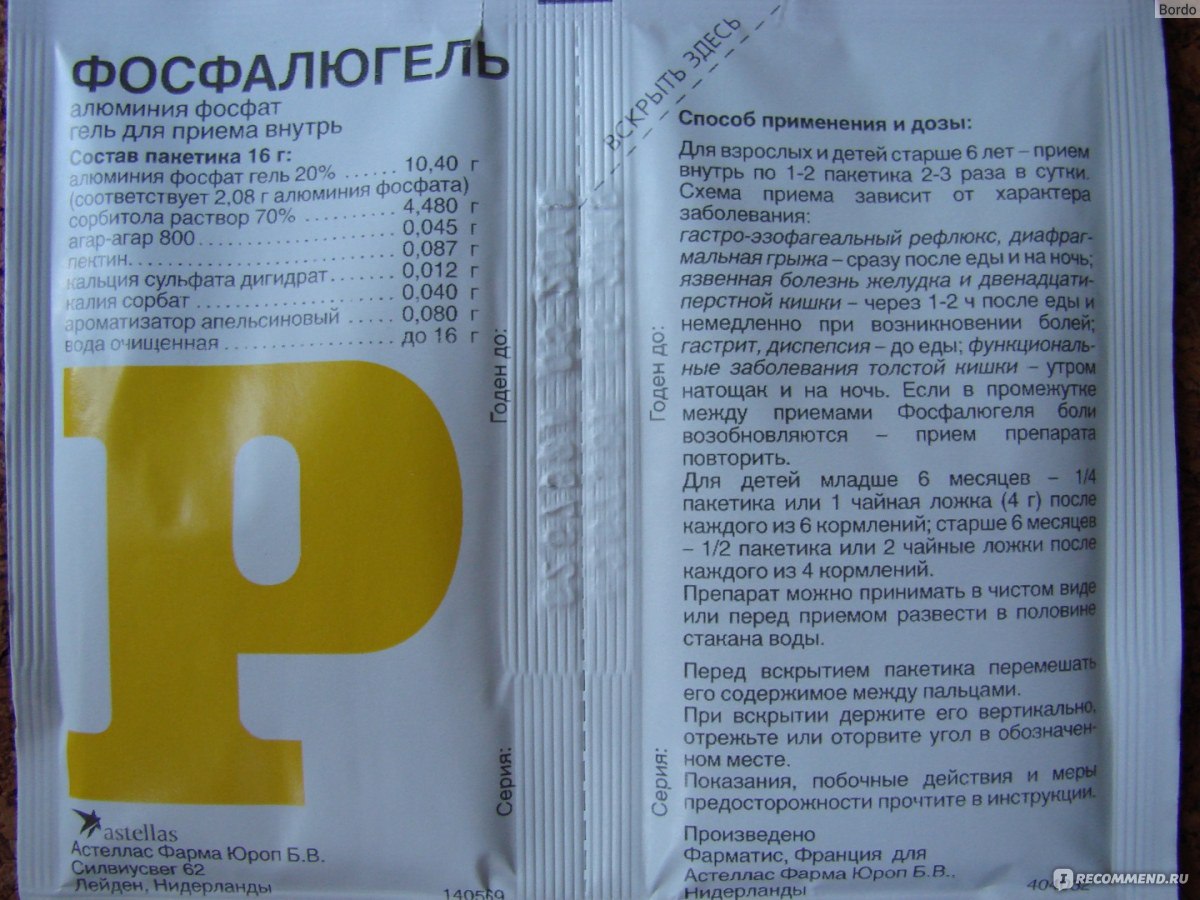 Bordo
ФОСФАЛЮГЕЛЬ
алюминия фосфат
гель для приема внутрь
Состав пакетика 16 г:
алюминия фосфат гель 20% ...... 10,40 г
(соответствует 2,08 г алюминия фосфата)
сорбитола раствор 70% ........... 4,480 г
агар-агар 800 ........................ 0,045 г
пектин ................................. 0,087 г
кальция сульфата дигидрат ....... 0,012 г
калия сорбат ......................... 0,040 г
ароматизатор апельсиновый ..... 0,080 г
вода очищенная ..................... до 16 г
Годен до:
Серия:
astellas
Астеллас Фарма Юроп Б.В.
Силвиусвег 62
Лейден, Нидерланды
140569
ВСКРЫТЬ ЗДЕСЬ
Годен до:
Серия:
Способ применения и дозы:
Для взрослых и детей старше 6 лет – прием
внутрь по 1-2 пакетика 2-3 раза в сутки.
Схема приема зависит от характера
заболевания:
гастро-эзофагеальный рефлюкс, диафраг-
мальная грыжа – сразу после еды и на ночь;
язвенная болезнь желудка и двенадцати-
перстной кишки – через 1-2 ч после еды и
немедленно при возникновении болей;
гастрит, диспепсия – до еды; функциональ-
ные заболевания толстой кишки – утром
натощак и на ночь. Если в промежутке
между приемами Фосфалюгеля боли
возобновляются – прием препарата
повторить.
Для детей младше 6 месяцев – 1/4
пакетика или 1 чайная ложка (4 г) после
каждого из 6 кормлений; старше 6 месяцев
– 1/2 пакетика или 2 чайные ложки после
каждого из 4 кормлений.
Препарат можно принимать в чистом виде
или перед приемом развести в половине
стакана воды.
Перед вскрытием пакетика перемешать
его содержимое между пальцами.
При вскрытии держите его вертикально,
отрежьте или оторвите угол в обозначен-
ном месте.
Показания, побочные действия и меры
предосторожности прочтите в инструкции.
Произведено
Фарматис, Франция для
Астеллас Фарма Юроп Б.В.,
Нидерланды
RECOMMEND.RU